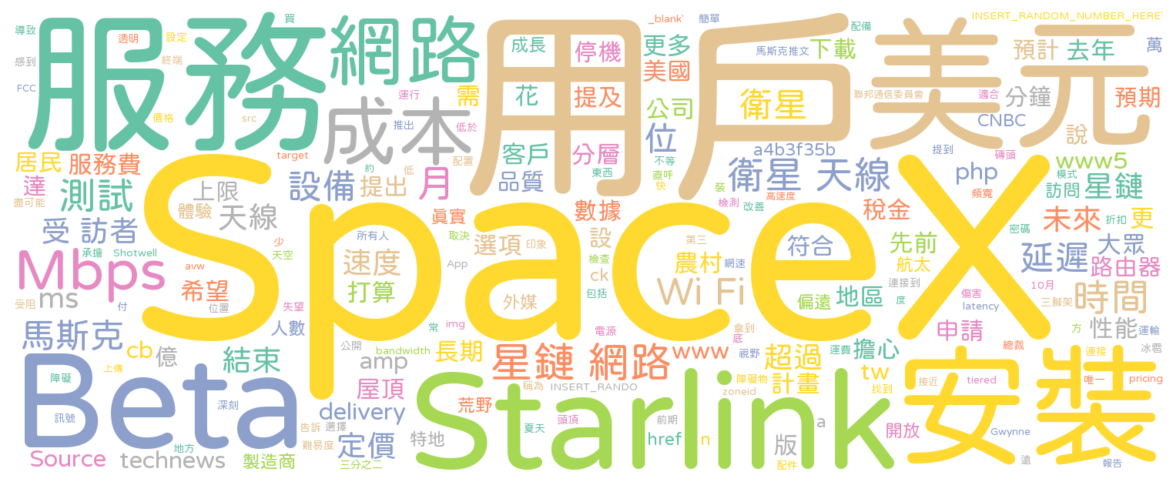 導致
透明
設定
感到
終端
FCC
價格
src
服務
網路
運行
推出
低於
成本
成長
停機
花
提及
客戶
分層
品質
東西
_blank'
簡單
更多
美國
買
配備
馬斯克推文
下載
公司
衛星
位
不等
直呼
快
a4b3f35b
聯邦通信委員會
用戶
美元
INSERT_RANDOM_NUMBER_HERE
預計
去年
萬
適合
分鐘
預期
CNBC
說
提到
磚頭
www5
居民
服務費
target
約
低
配置
需
達
測試
上限
設備
提出
月
盡可能
體驗
天線
受 訪者
少
所有人
取決
真實
數據
裝
檢測
高速度
改善
衛星 天線
php
頻寬
訪問
模式
星鏈
稅金
未來
更
密碼
折扣
承擔
Shotwell
天空
SpaceX
選項
印象
設
檢查
第三
符合
先前
航太
延遲
大眾
路由器
Mbps
avw
希望
速度
App
ck
包括
農村
網速
偏遠
地區
連接到
度
傷害
latency
10月
三腳架
時間
ms
受阻
付
位置
失望
打算
外媒
Wi Fi
馬斯克
人數
常
img
電源
拿到
底
運費
擔心
申請
總裁
方
性能
運輸
cb
億
結束
公開
bandwidth
長期
星鏈 網路
www
視野
超過
連接
冰雹
上傳
amp
稱為
INSERT_RANDO
障礙物
zoneid
計畫
tw
找到
接近
tiered
唯一
pricing
Beta
障礙
訊號
深刻
屋頂
荒野
頭頂
前期
Starlink
安裝
delivery
告訴
選擇
夏天
href
n
a
開放
Gwynne
地方
難易度
定價
特地
版
遠
報告
Source
technews
製造商
三分之二
配件